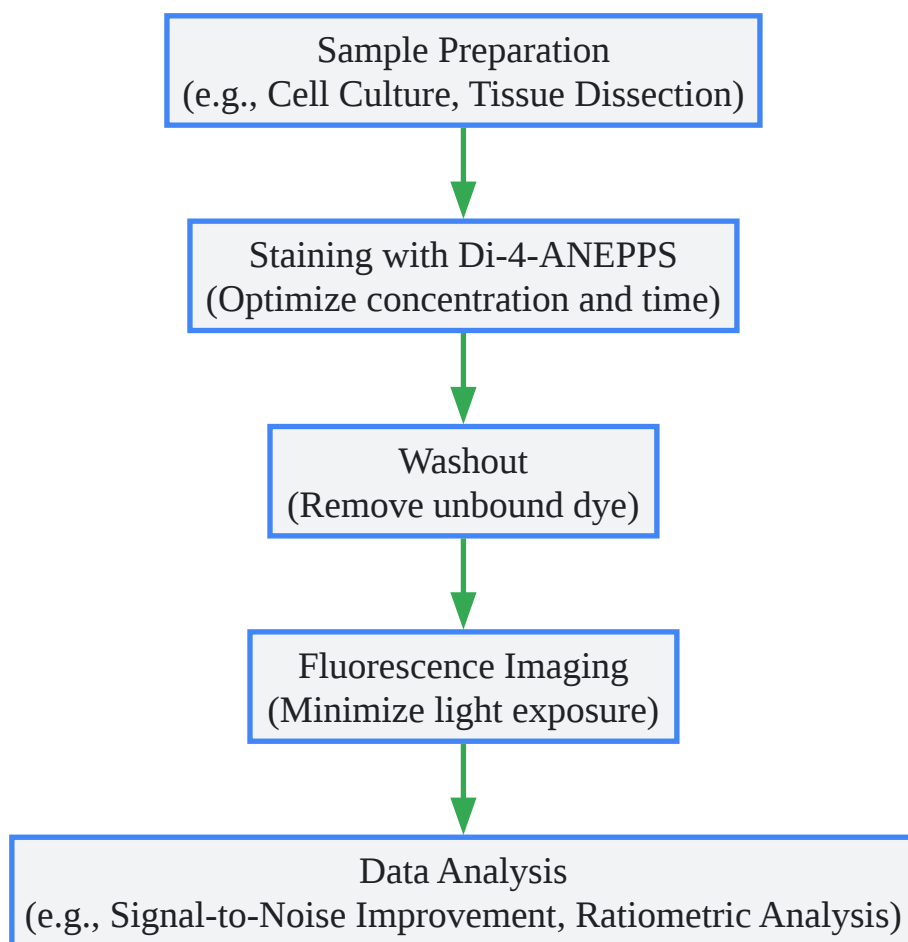 Sample Preparation
(e.g., Cell Culture, Tissue Dissection)
Staining with Di-4-ANEPPS
(Optimize concentration and time)
Washout
(Remove unbound dye)
Fluorescence Imaging
(Minimize light exposure)
Data Analysis
(e.g., Signal-to-Noise Improvement, Ratiometric Analysis)